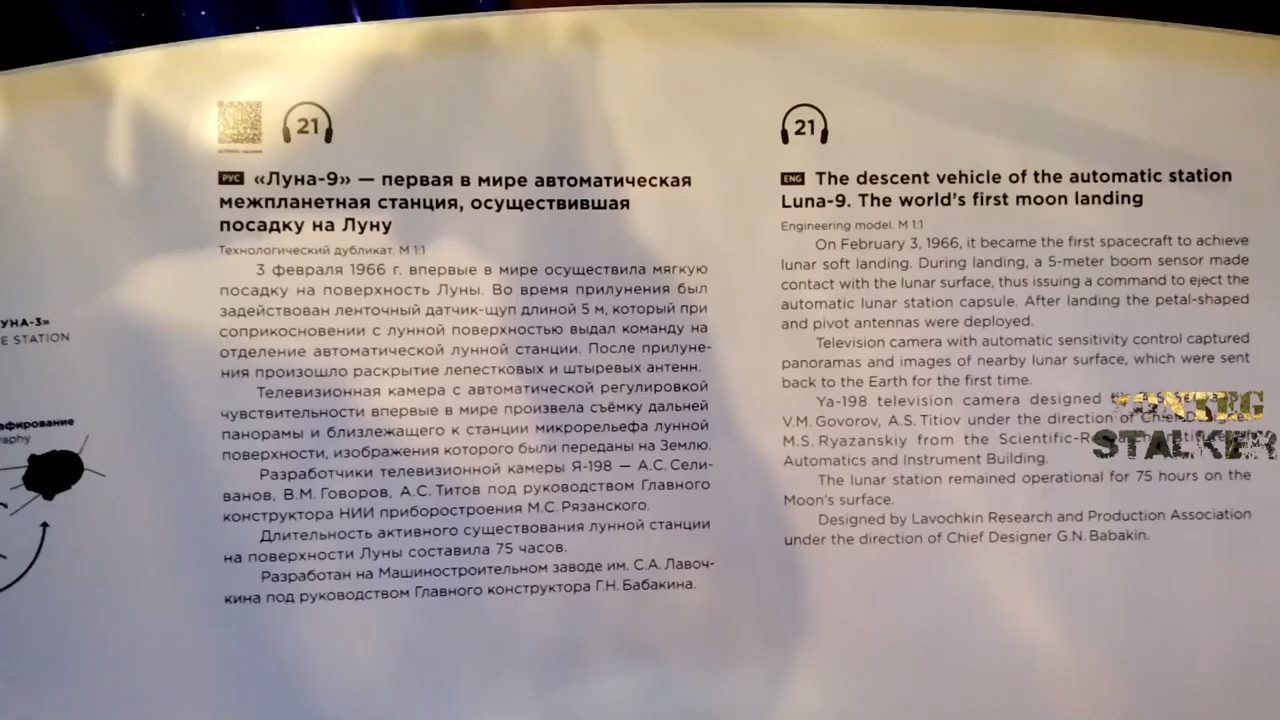 21
РУС «Луна-9» — первая в мире автоматическая
межпланетная станция, осуществившая
посадку на Луну
Технологический дубликат. М 1:1
3 февраля 1966 г. впервые в мире осуществила мягкую
посадку на поверхность Луны. Во время прилунения был
задействован ленточный датчик-щуп длиной 5 м, который при
соприкосновении с лунной поверхностью выдал команду на
отделение автоматической лунной станции. После прилуне-
ния произошло раскрытие лепестковых и штыревых антенн.
Телевизионная камера с автоматической регулировкой
чувствительности впервые в мире произвела съёмку дальней
панорамы и близлежащего к станции микрорельефа лунной
поверхности, изображения которого были переданы на Землю.
Разработчики телевизионной камеры Я-198 — А.С. Сели-
ванов, В.М. Говоров, А.С. Титов под руководством Главного
конструктора НИИ приборостроения М.С. Рязанского.
Длительность активного существования лунной станции
на поверхности Луны составила 75 часов.
Разработан на Машиностроительном заводе им. С.А. Лавоч-
кина под руководством Главного конструктора Г.Н. Бабакина.
21
ENG The descent vehicle of the automatic station
Luna-9. The world's first moon landing
Engineering model. M 1:1
On February 3, 1966, it became the first spacecraft to achieve
lunar soft landing. During landing, a 5-meter boom sensor made
contact with the lunar surface, thus issuing a command to eject the
automatic lunar station capsule. After landing the petal-shaped
and pivot antennas were deployed.
Television camera with automatic sensitivity control captured
panoramas and images of nearby lunar surface, which were sent
back to the Earth for the first time.
Ya-198 television camera designed
V.M. Govorov, A.S. Titiov under the direction of
M.S. Ryazanskiy from the
Automatics and Instrument Building.
The lunar station remained operational for 75 hours on the
Moon's surface.
Designed by Lavochkin Research and Production Association
under the direction of Chief Designer G.N. Babakin.
УНА-3»
E STATION
афирование
raphy
ZONTEG
STALKER